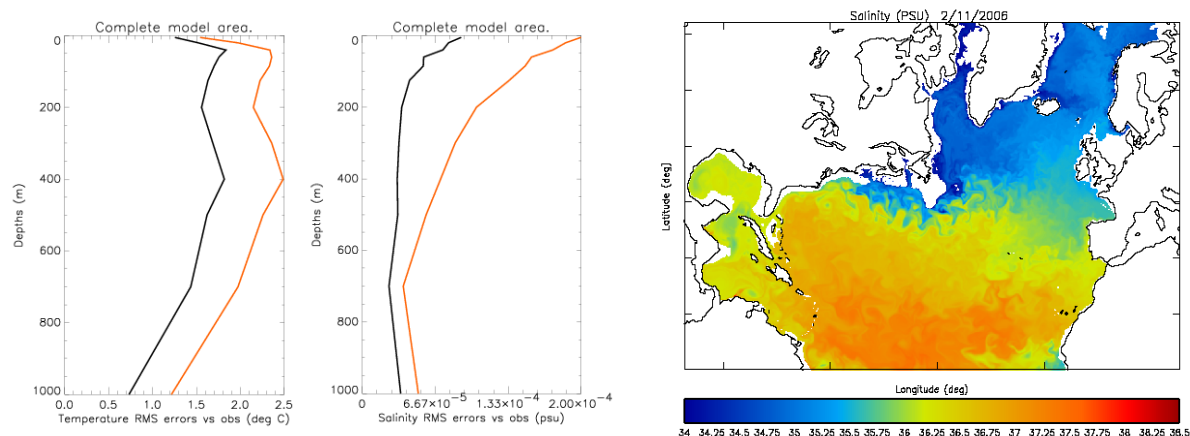 Complete model area.
0
200
400
600
800
1000
Depths (m)
0.0 0.5 1.0 1.5 2.0 2.5
Temperature RMS errors vs obs (deg C)
Complete model area.
0
200
400
600
800
1000
Depths (m)
0 6.67×10⁻⁵ 1.33×10⁻⁴ 2.00×10⁻⁴
Salinity RMS errors vs obs (psu)
Salinity (PSU) 2/11/2006
Latitude (deg)
Longitude (deg)
34 34.25 34.5 34.75 35 35.25 35.5 35.75 36 36.25 36.5 36.75 37 37.25 37.5 37.75 38 38.25 38.5